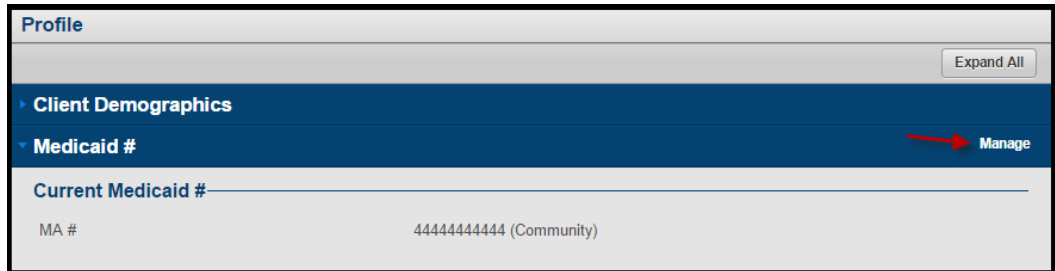 Profile
Expand All
Client Demographics
Medicaid # Manage
Current Medicaid #
MA # 44444444444 (Community)